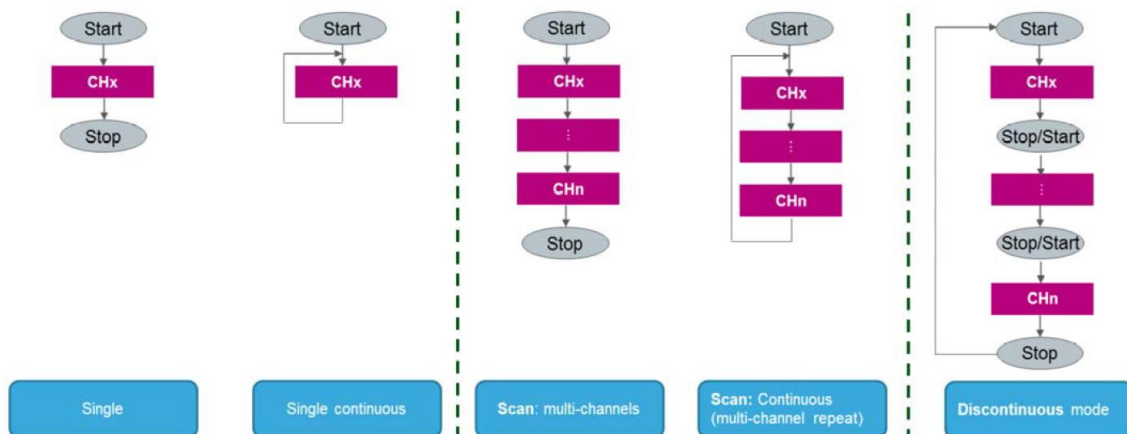 Start
CHx
Stop
Single
Start
CHx
Single continuous
Start
CHx
⋮
CHn
Stop
Scan: multi-channels
Start
CHx
⋮
CHn
Scan: Continuous
(multi-channel repeat)
Start
CHx
Stop/Start
⋮
Stop/Start
CHn
Stop
Discontinuous mode